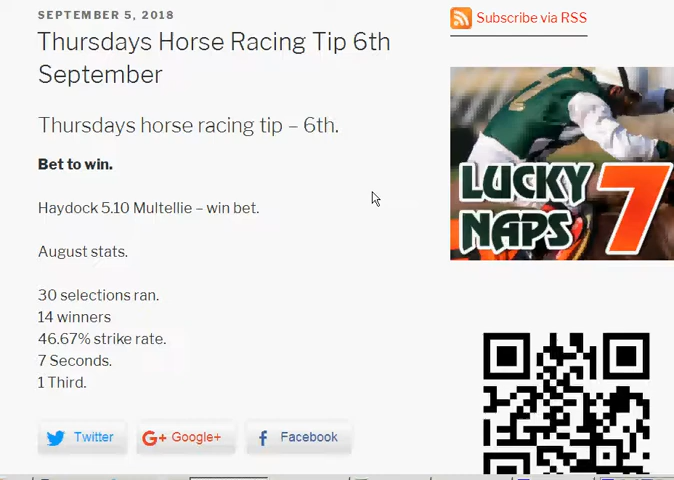 SEPTEMBER 5, 2018
Thursdays Horse Racing Tip 6th
September
Thursdays horse racing tip – 6th.
Bet to win.
Haydock 5.10 Multellie – win bet.
August stats.
30 selections ran.
14 winners
46.67% strike rate.
7 Seconds.
1 Third.
Twitter
Google+
Facebook
Subscribe via RSS
LUCKY 7
NAPS